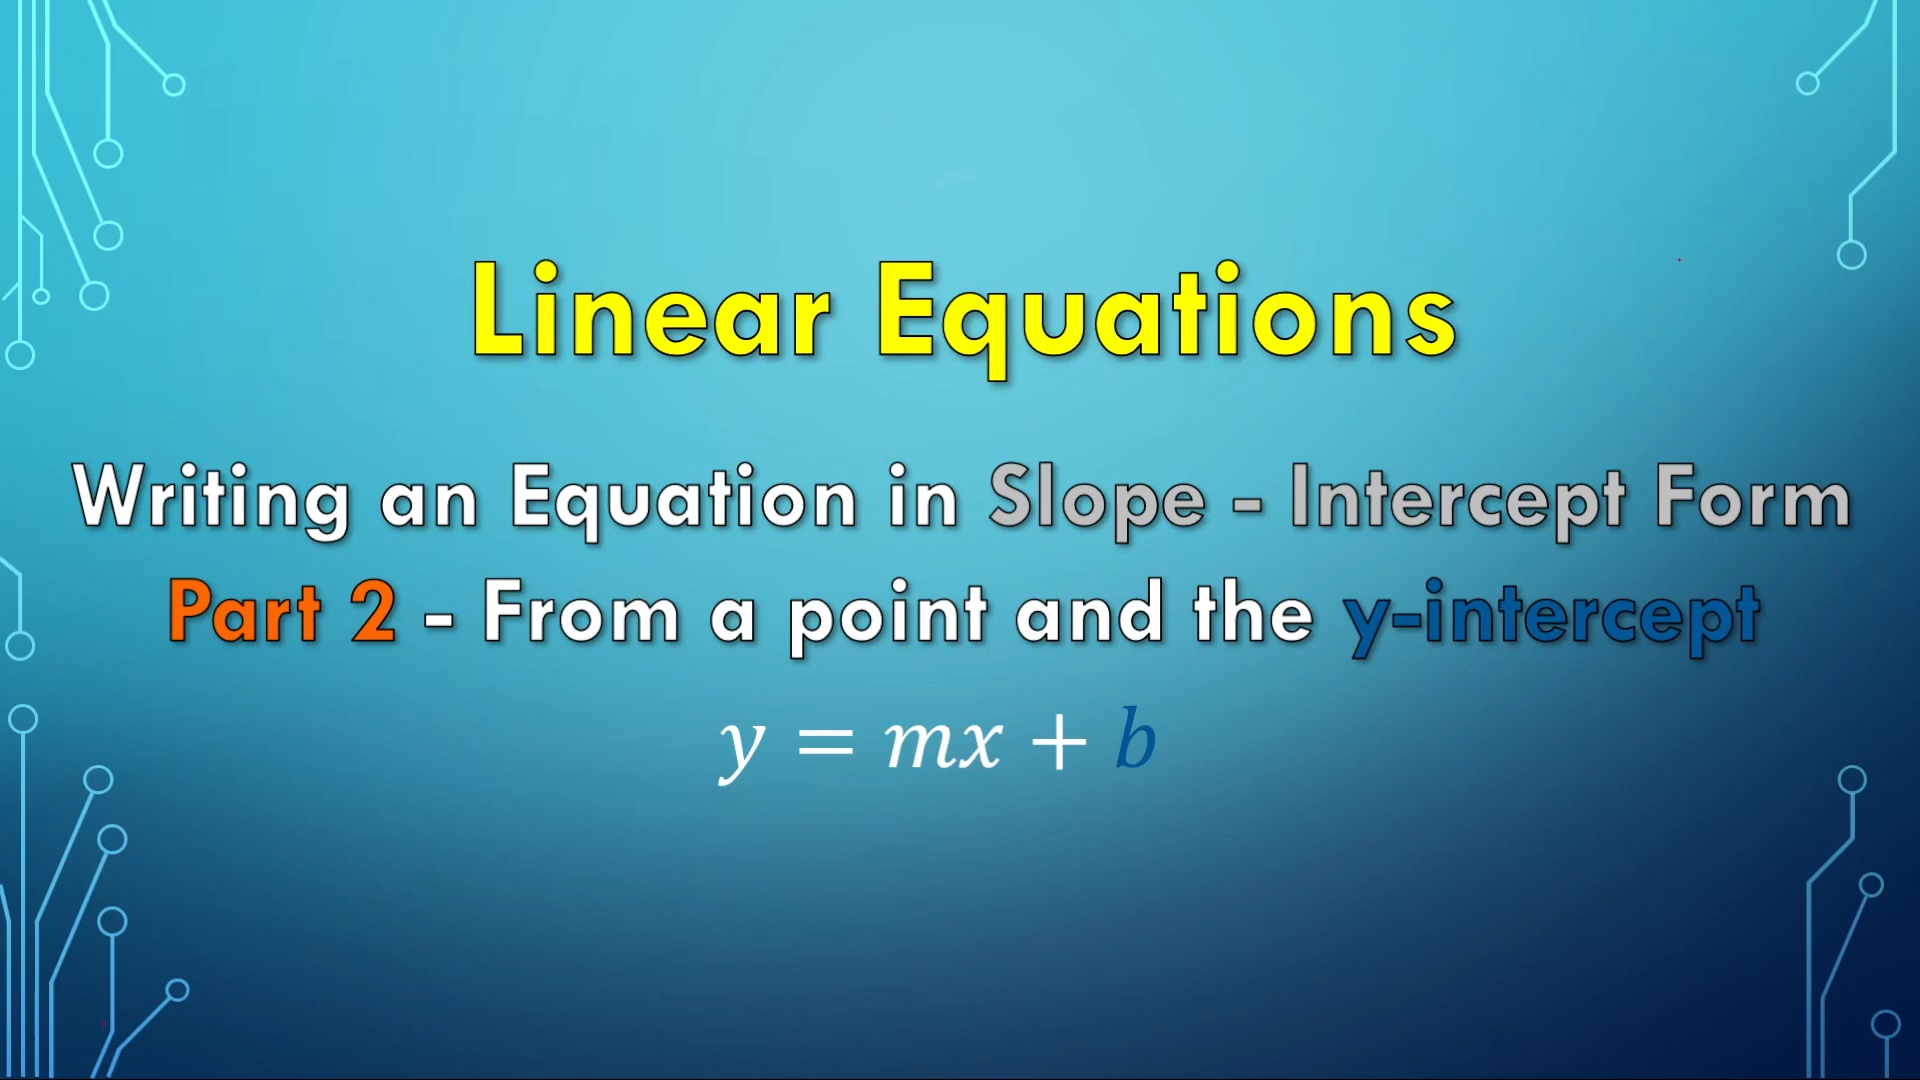 Linear Equations
Writing an Equation in Slope - Intercept Form
Part 2 - From a point and the y-intercept
y = mx + b